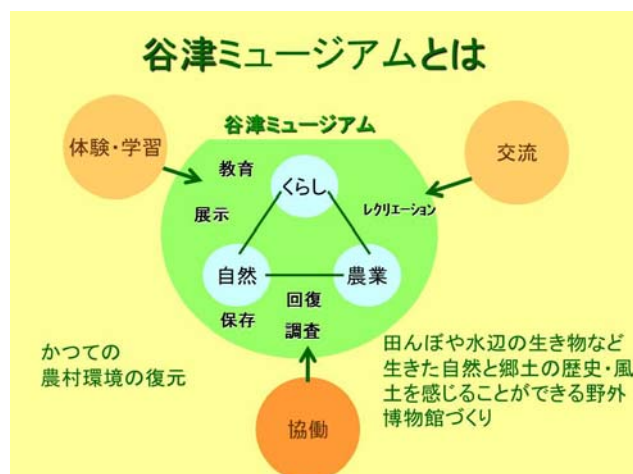 谷津ミュージアムとは
谷津ミュージアム
体験・学習
交流
教育
くらし
展示
レクリエーション
自然
農業
回復
保存
調査
かつての
農村環境の復元
田んぼや水辺の生き物など
生きた自然と郷土の歴史・風
土を感じることができる野外
博物館づくり
協働